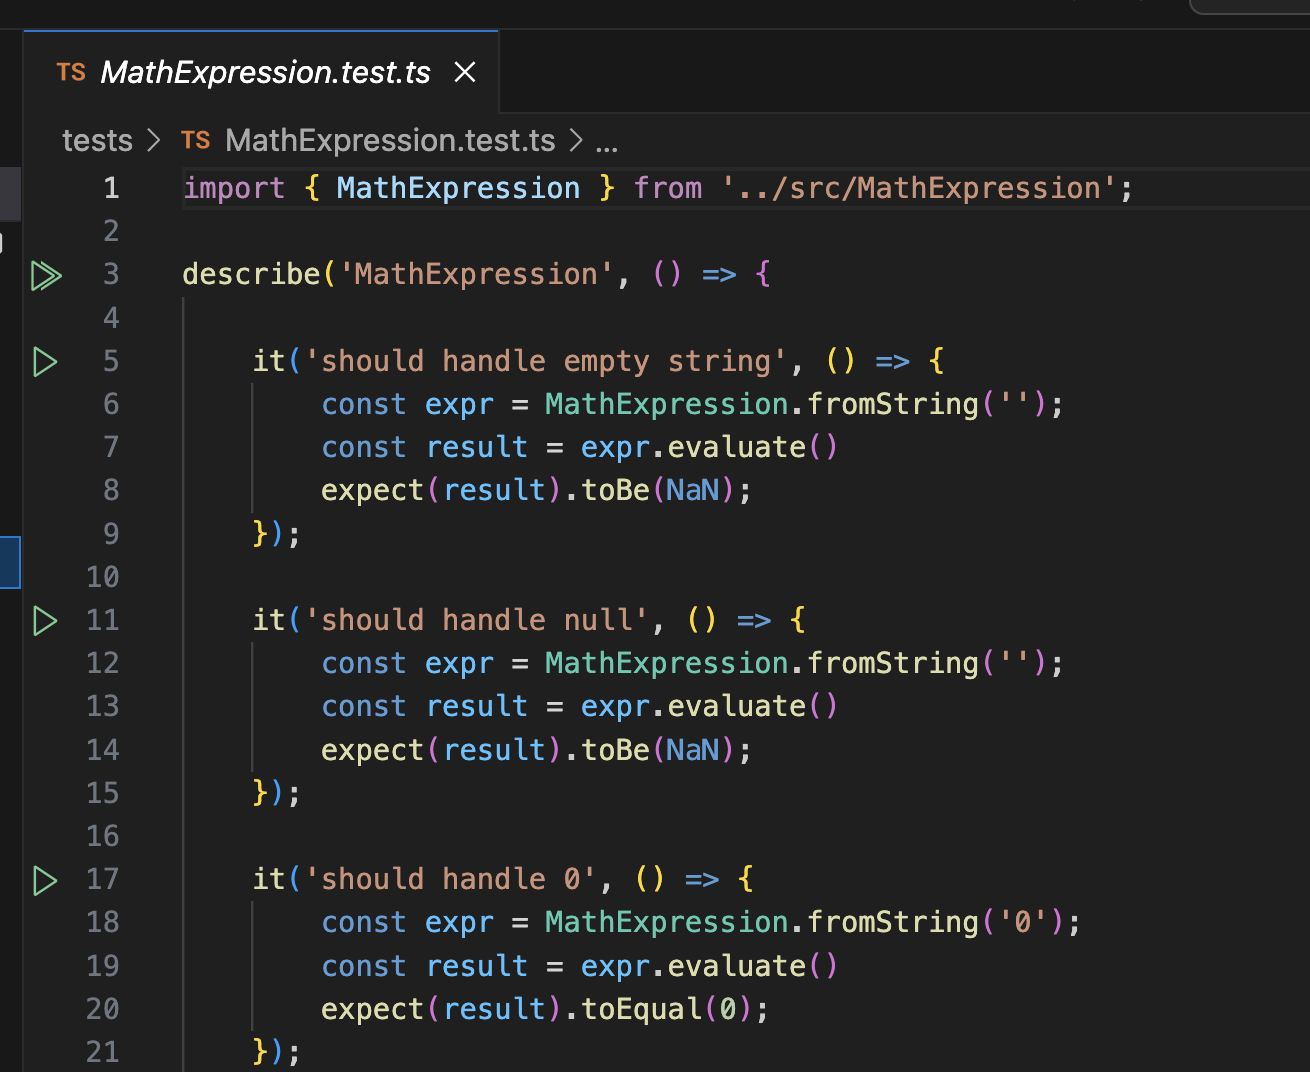 TS MathExpression.test.ts
tests > TS MathExpression.test.ts > ...
1 import { MathExpression } from '../src/MathExpression';
2
3 describe('MathExpression', () => {
4
5     it('should handle empty string', () => {
6         const expr = MathExpression.fromString('');
7         const result = expr.evaluate()
8         expect(result).toBe(NaN);
9     });
10
11     it('should handle null', () => {
12         const expr = MathExpression.fromString('');
13         const result = expr.evaluate()
14         expect(result).toBe(NaN);
15     });
16
17     it('should handle 0', () => {
18         const expr = MathExpression.fromString('0');
19         const result = expr.evaluate()
20         expect(result).toEqual(0);
21     });